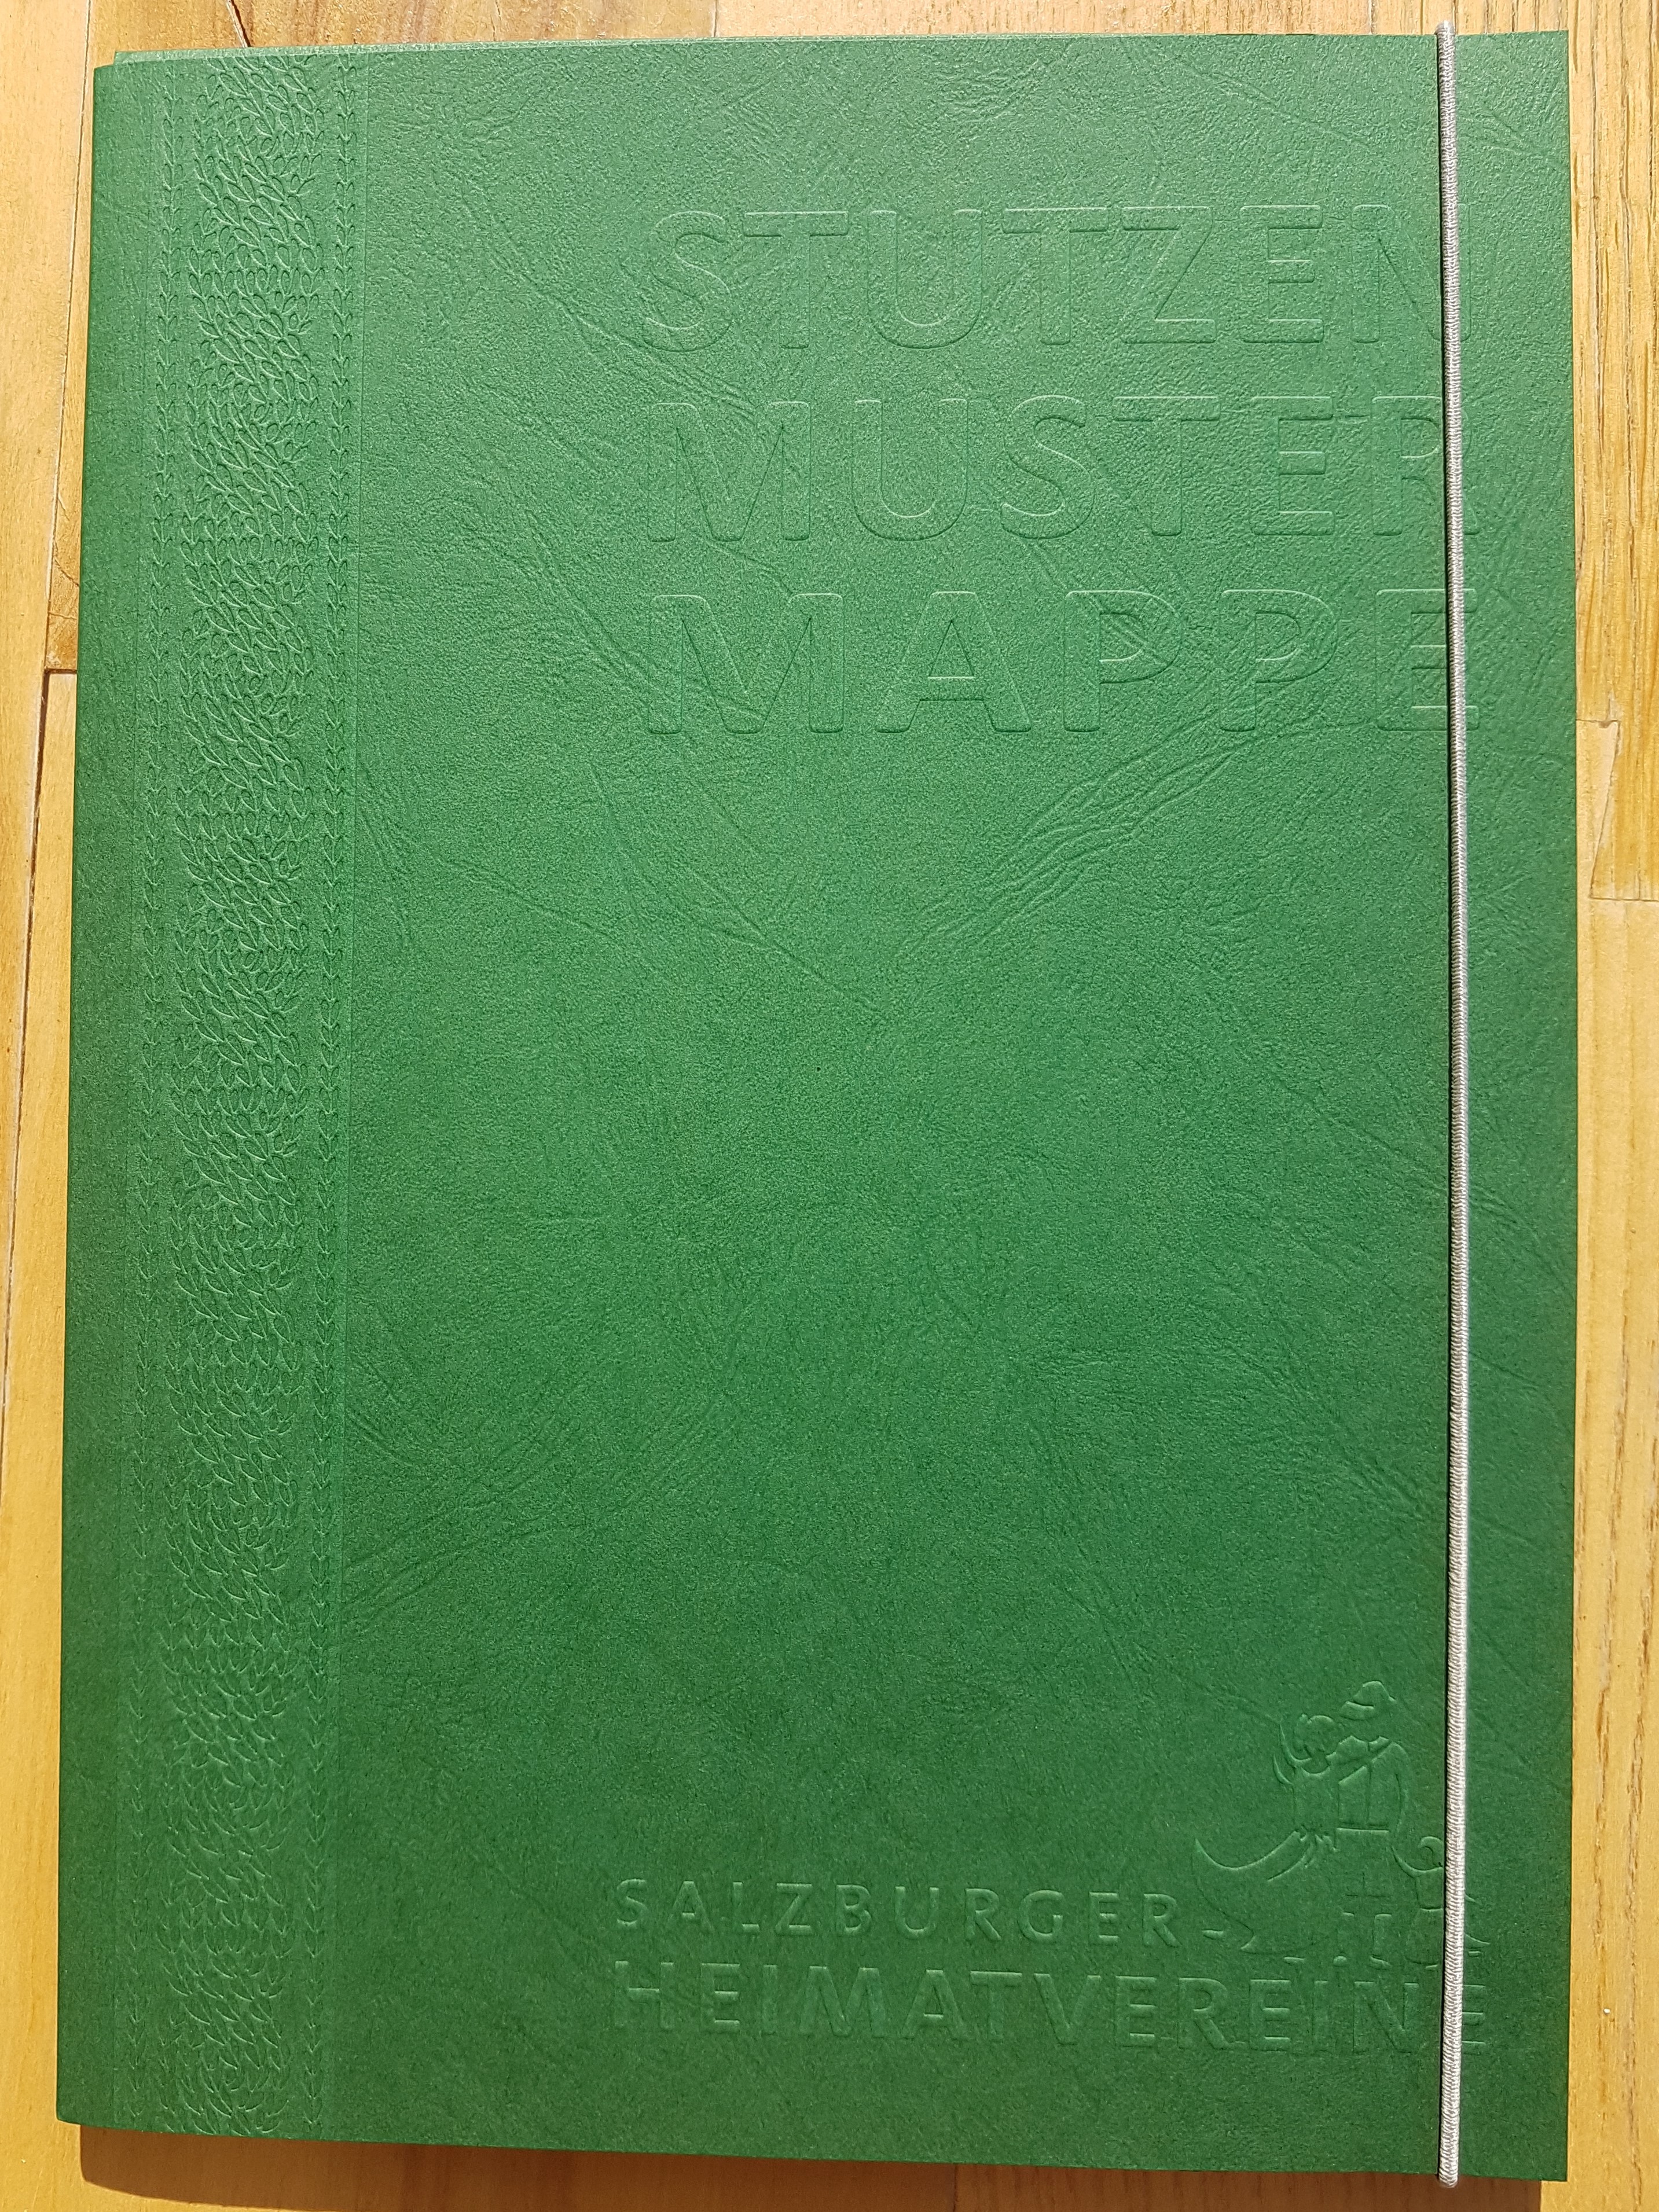 STUTZEN
MUSTER
MAPPE
SALZBURGER-
HEIMATVEREINE